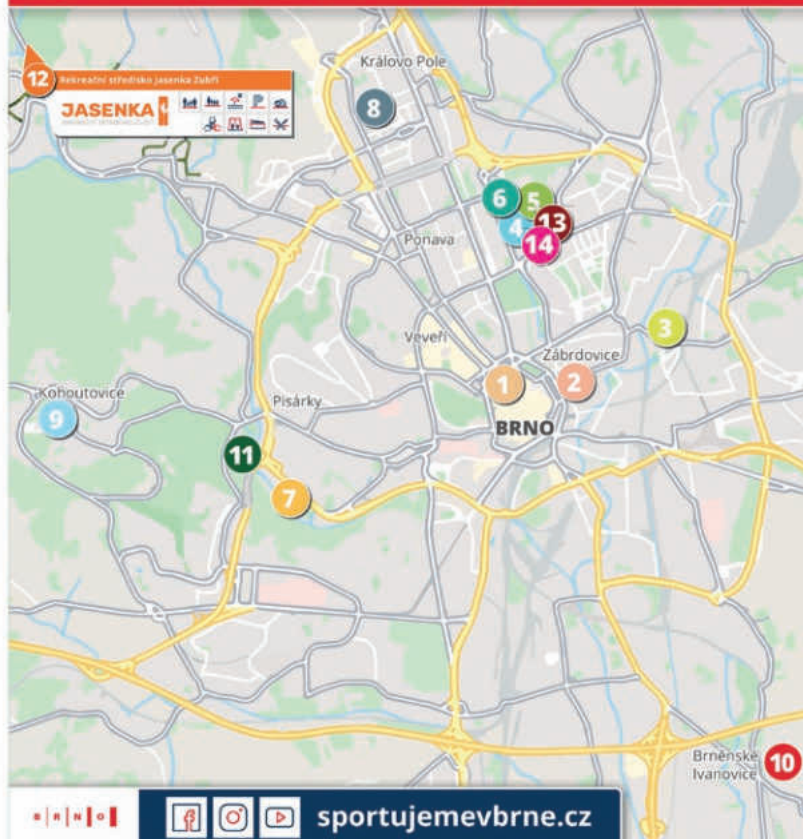 Královo Pole
12 Rekreační středisko Jasenka Zubří
JASENKA
8
6
5
13
4
14
Ponava
3
Veveří
Zábrdovice
1
2
Kohoutovice
Pisárky
9
BRNO
11
7
Brněnské
Ivanovice
10
BRNO
sportujemevbrne.cz